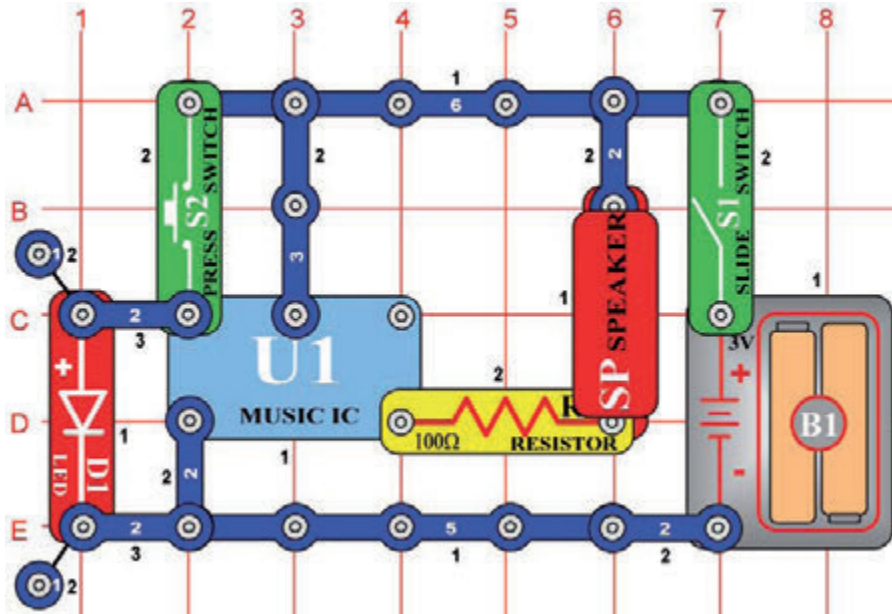 1 2 3 4 5 6 7 8
A
B
C
D
E
1
6
2
2
2
2
2
3
S2
PRESS SWITCH
S1
SLIDE SWITCH
SP SPEAKER
1
1
1 2
2
3
U1
MUSIC IC
1
R
100Ω RESISTOR
2
+
D1
LED
1
2
2
3V
+
-
B1
1
2
3
5
1
2
2
1 2